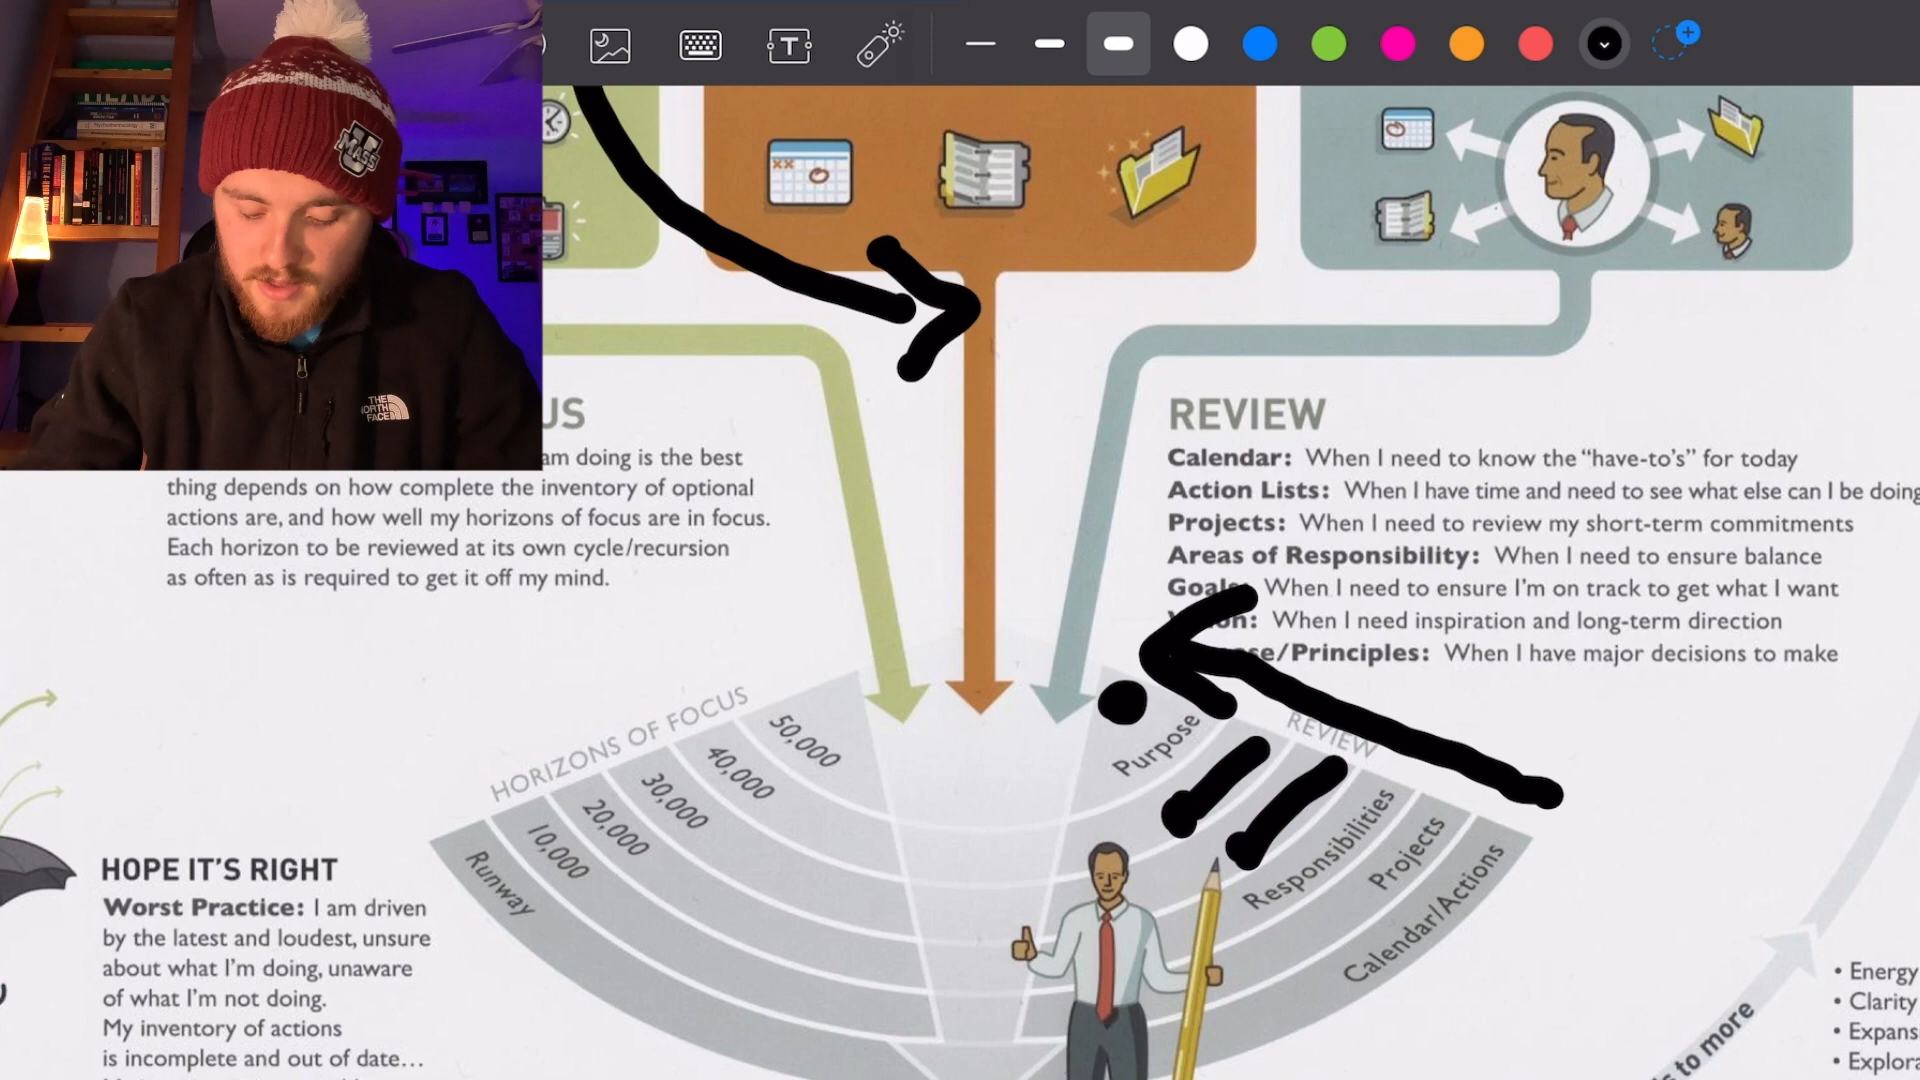 T
U
MASS
THE
NORTH
FACE
US
am doing is the best
thing depends on how complete the inventory of optional
actions are, and how well my horizons of focus are in focus.
Each horizon to be reviewed at its own cycle/recursion
as often as is required to get it off my mind.
REVIEW
Calendar: When I need to know the “have-to’s” for today
Action Lists: When I have time and need to see what else can I be doing
Projects: When I need to review my short-term commitments
Areas of Responsibility: When I need to ensure balance
Goals: When I need to ensure I’m on track to get what I want
When I need inspiration and long-term direction
/Principles: When I have major decisions to make
HORIZONS OF FOCUS
50,000
40,000
30,000
20,000
10,000
Runway
REVIEW
Purpose
Responsibilities
Projects
Calendar/Actions
HOPE IT’S RIGHT
Worst Practice: I am driven
by the latest and loudest, unsure
about what I’m doing, unaware
of what I’m not doing.
My inventory of actions
is incomplete and out of date…
to more
• Energy
• Clarity
• Expans
• Explora